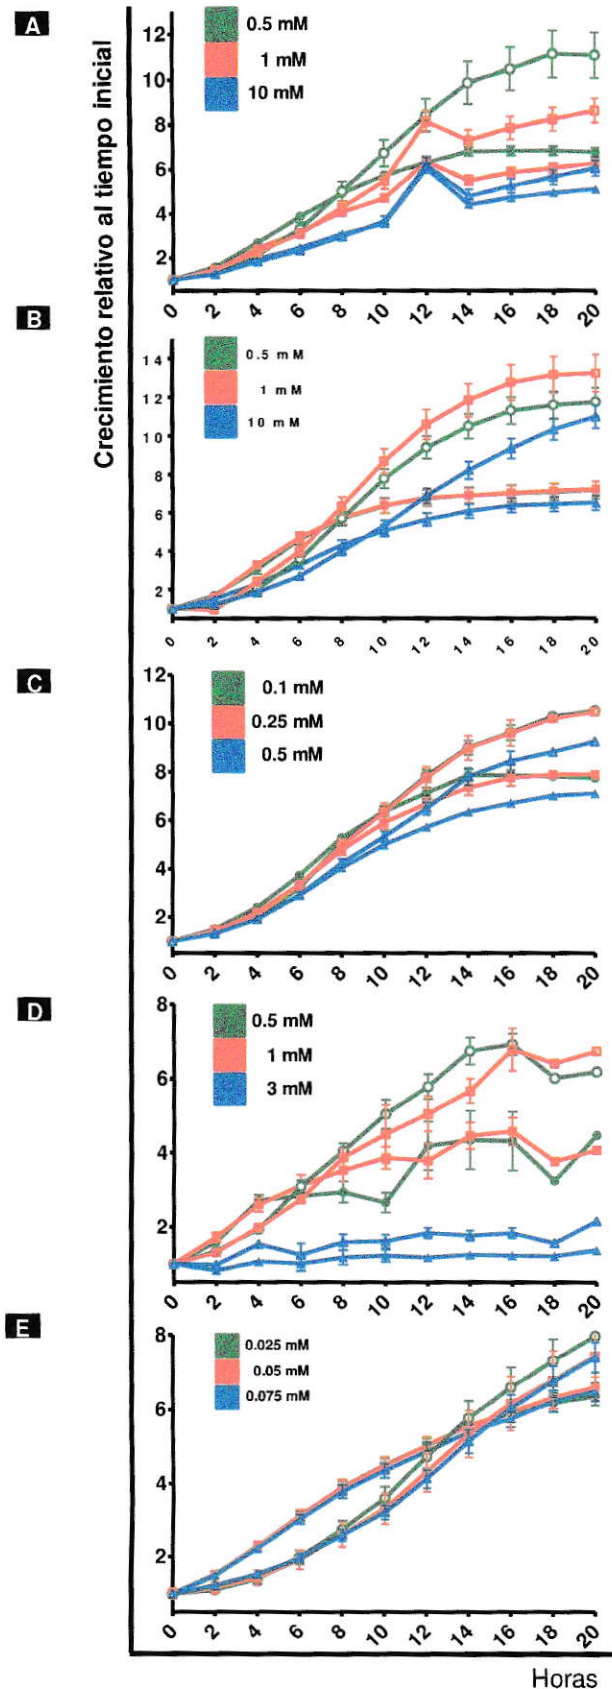 Crecimiento relativo al tiempo inicial
A
0.5 mM
1 mM
10 mM
12
10
8
6
4
2
0 2 4 6 8 10 12 14 16 18 20
B
0.5 mM
1 mM
10 mM
14
12
10
8
6
4
2
0 2 4 6 8 10 12 14 16 18 20
C
0.1 mM
0.25 mM
0.5 mM
12
10
8
6
4
2
0 2 4 6 8 10 12 14 16 18 20
D
0.5 mM
1 mM
3 mM
8
6
4
2
0 2 4 6 8 10 12 14 16 18 20
E
0.025 mM
0.05 mM
0.075 mM
8
6
4
2
0 2 4 6 8 10 12 14 16 18 20
Horas